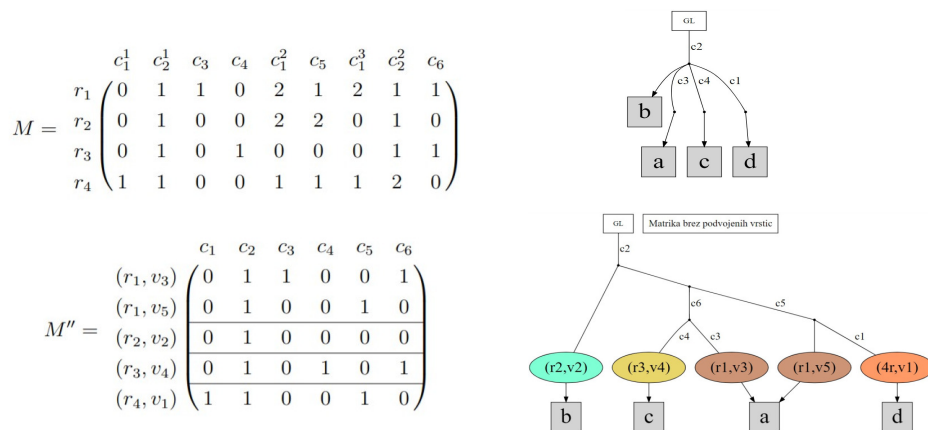 c₁¹ c₂¹ c₃ c₄ c₁² c₅ c₁³ c₂² c₆
r₁ 0 1 1 0 2 1 2 1 1
M = r₂ 0 1 0 0 2 2 0 1 0
r₃ 0 1 0 1 0 0 0 1 1
r₄ 1 1 0 0 1 1 1 2 0
GL
c2
c3 c4 c1
b
a c d
c₁ c₂ c₃ c₄ c₅ c₆
(r₁, v₃) 0 1 1 0 0 1
(r₁, v₅) 0 1 0 0 1 0
M″ = (r₂, v₂) 0 1 0 0 0 0
(r₃, v₄) 0 1 0 1 0 1
(r₄, v₁) 1 1 0 0 1 0
GL Matrika brez podvojenih vrstic
c2
c6 c5
c4 c3 c1
(r2,v2) (r3,v4) (r1,v3) (r1,v5) (4r,v1)
b c a d